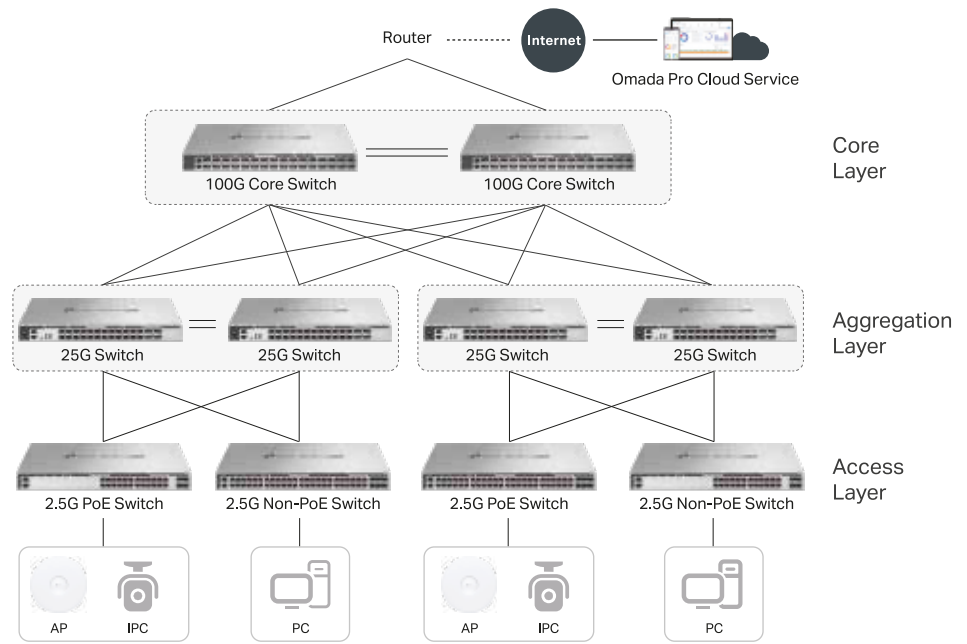 Router
Internet
Omada Pro Cloud Service
100G Core Switch
100G Core Switch
Core
Layer
25G Switch
25G Switch
25G Switch
25G Switch
Aggregation
Layer
2.5G PoE Switch
2.5G Non-PoE Switch
2.5G PoE Switch
2.5G Non-PoE Switch
Access
Layer
AP
IPC
PC
AP
IPC
PC